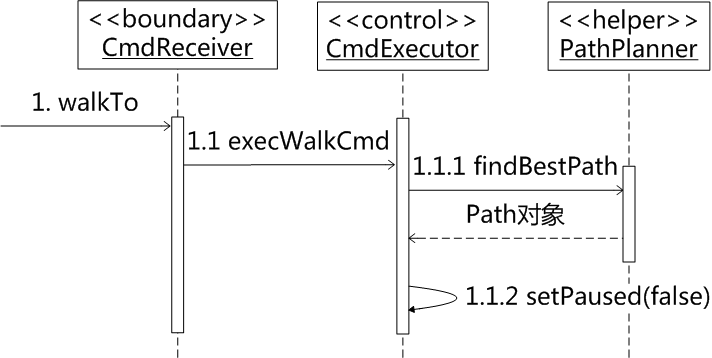 <<boundary>>
CmdReceiver
<<control>>
CmdExecutor
<<helper>>
PathPlanner
1. walkTo
1.1 execWalkCmd
1.1.1 findBestPath
Path对象
1.1.2 setPaused(false)